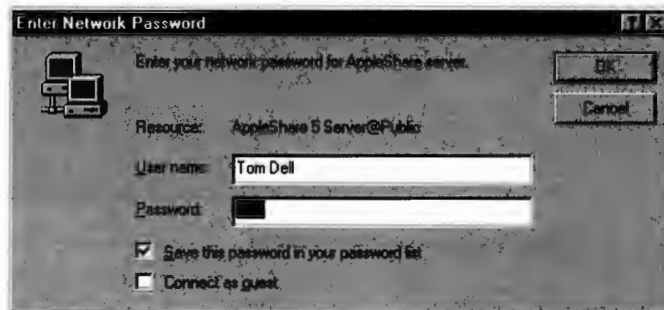 Enter Network Password
Enter your network password for AppleShare server.
OK
Cancel
Resource: AppleShare 5 Server@Public
User name: Tom Dell
Password:
Save this password in your password list
Connect as guest